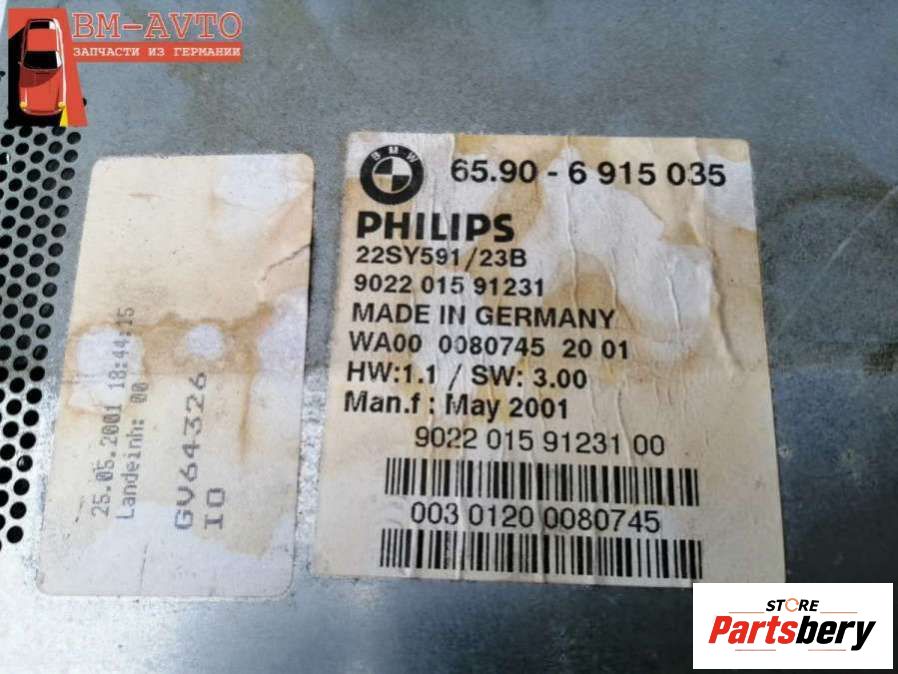 ВМ-АVТО
ЗАПЧАСТИ ИЗ ГЕРМАНИИ
BMW
65.90 - 6 915 035
PHILIPS
22SY591/23B
9022 015 91231
MADE IN GERMANY
WA00 0080745 20 01
HW:1.1 / SW: 3.00
Man.f : May 2001
9022 015 91231 00
003 0120 0080745
25.05.2001 18:44:15
Landeinh: 00
GV64326
IO
STORE
Partsbery